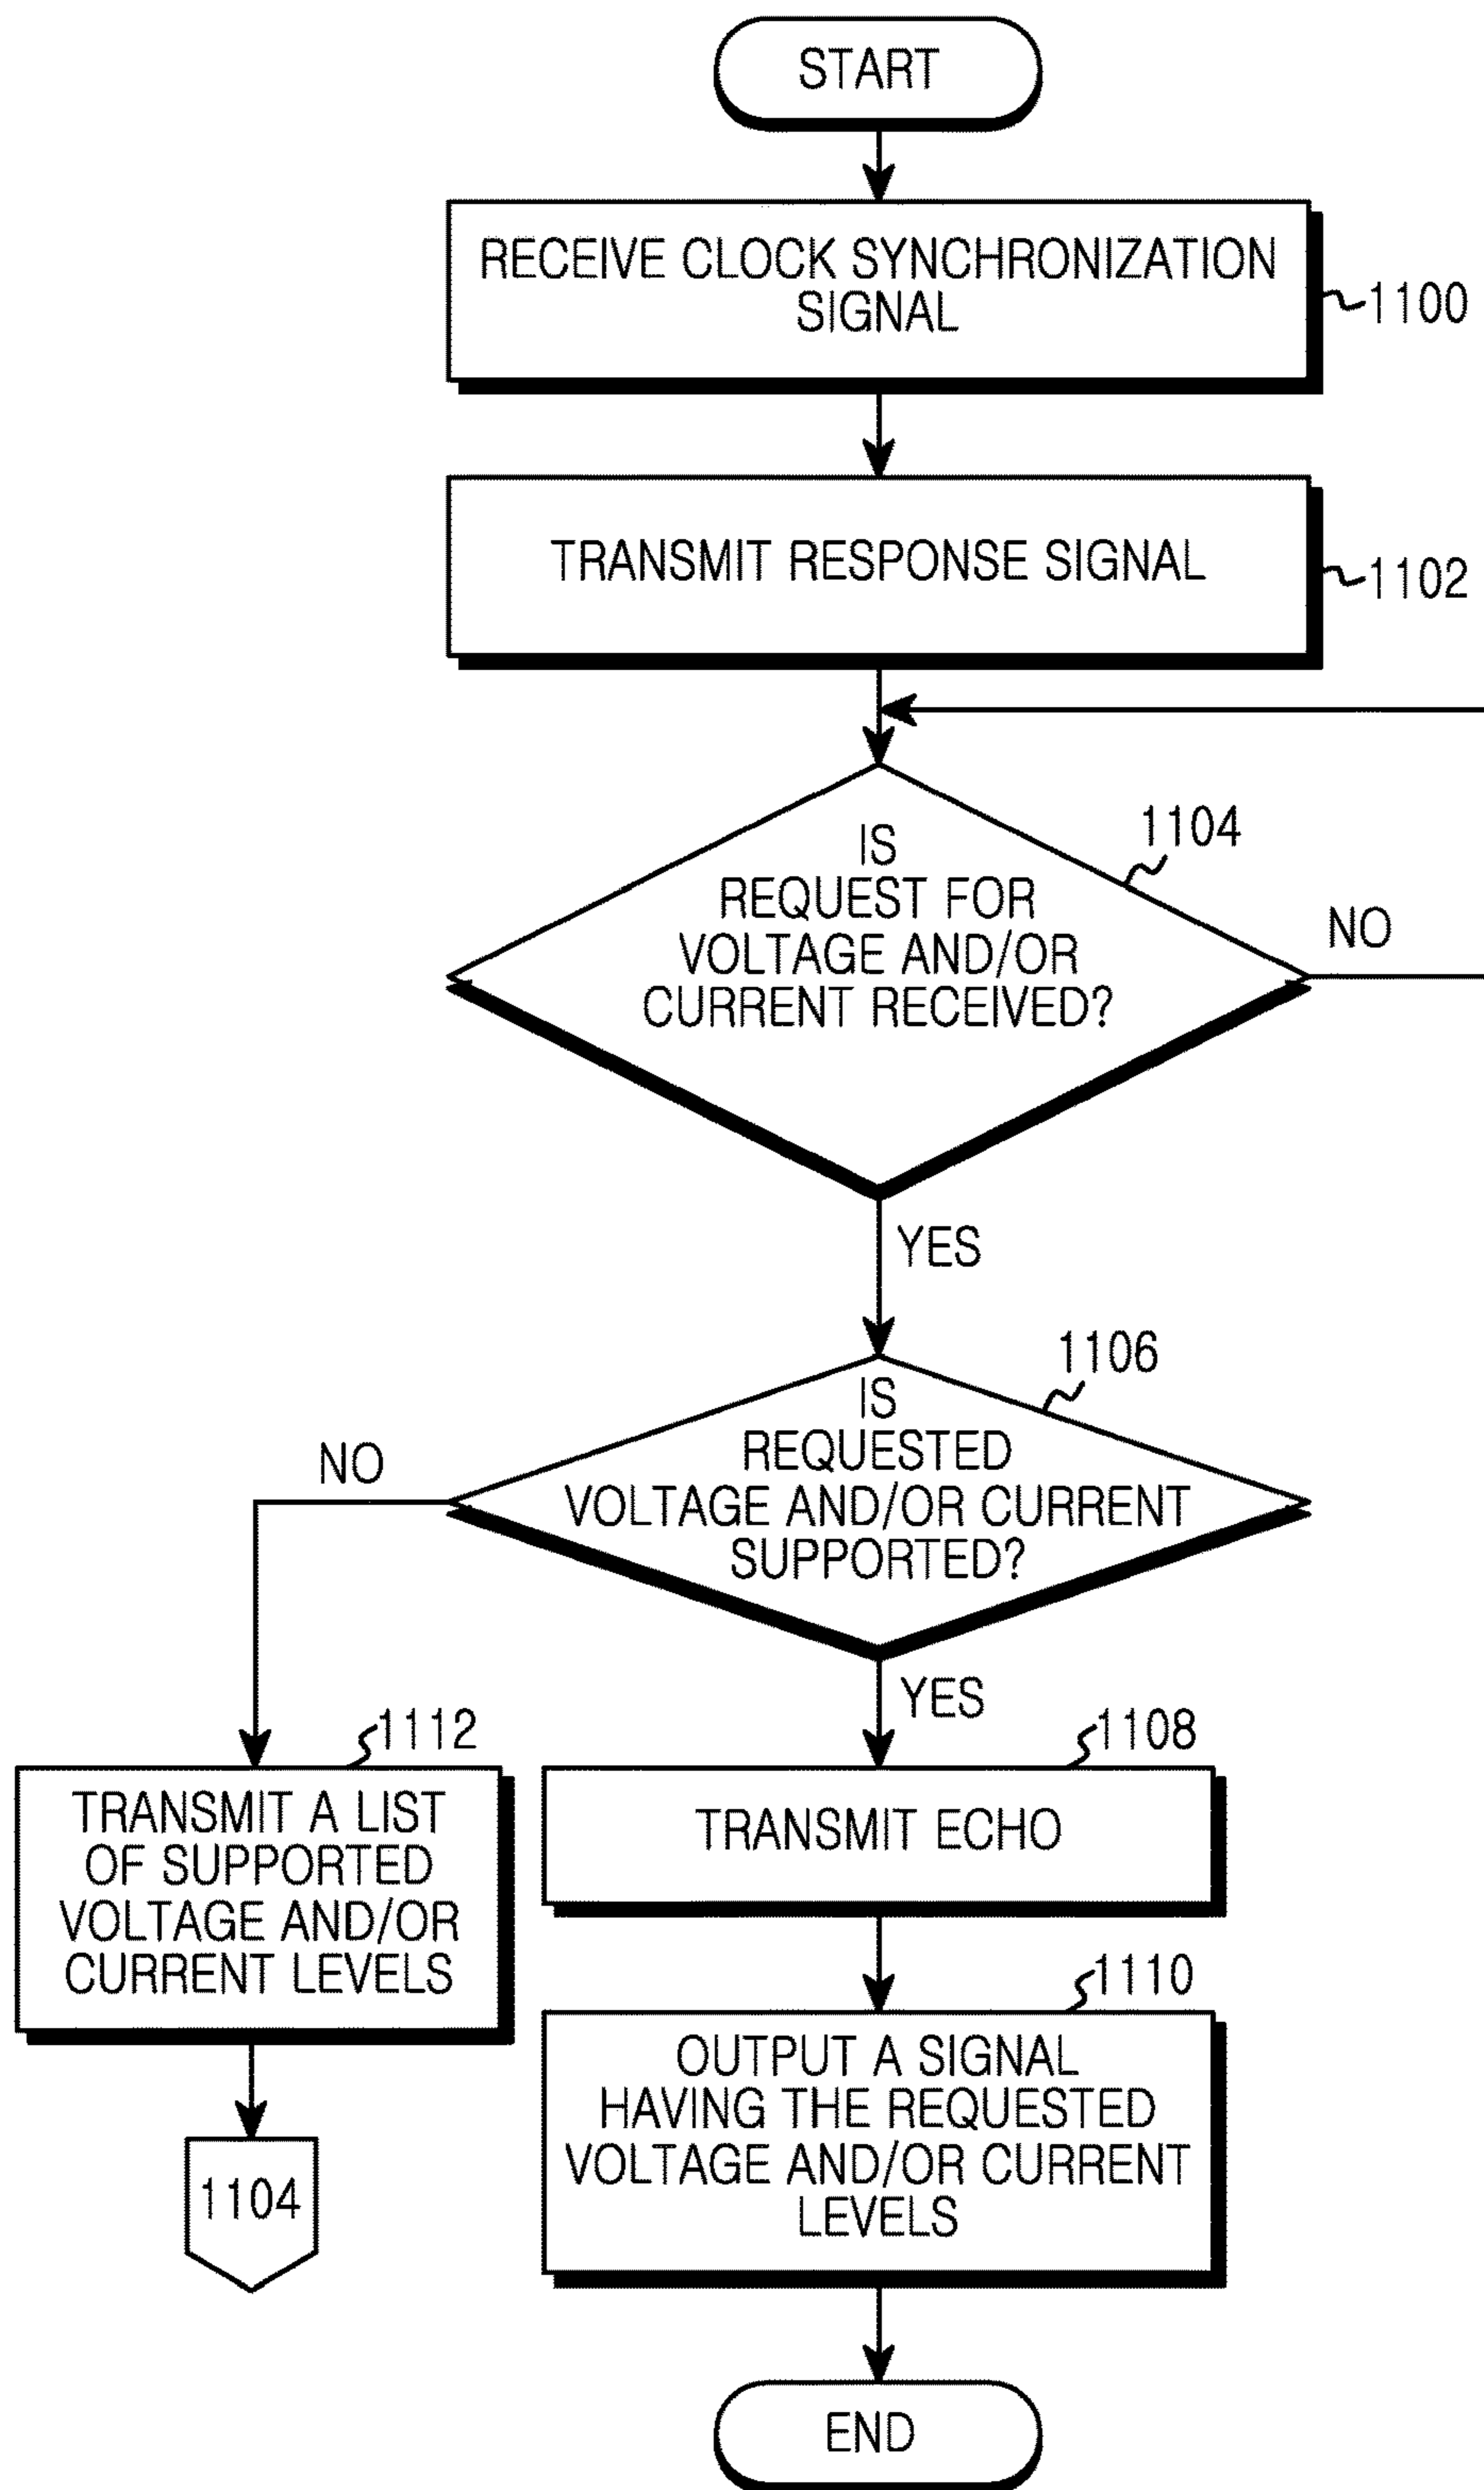 START
RECEIVE CLOCK SYNCHRONIZATION
SIGNAL
1100
TRANSMIT RESPONSE SIGNAL
1102
1104
IS
REQUEST FOR
VOLTAGE AND/OR
CURRENT RECEIVED?
NO
YES
1106
IS
REQUESTED
VOLTAGE AND/OR CURRENT
SUPPORTED?
NO
YES
1112
TRANSMIT A LIST
OF SUPPORTED
VOLTAGE AND/OR
CURRENT LEVELS
1104
1108
TRANSMIT ECHO
1110
OUTPUT A SIGNAL
HAVING THE REQUESTED
VOLTAGE AND/OR CURRENT
LEVELS
END